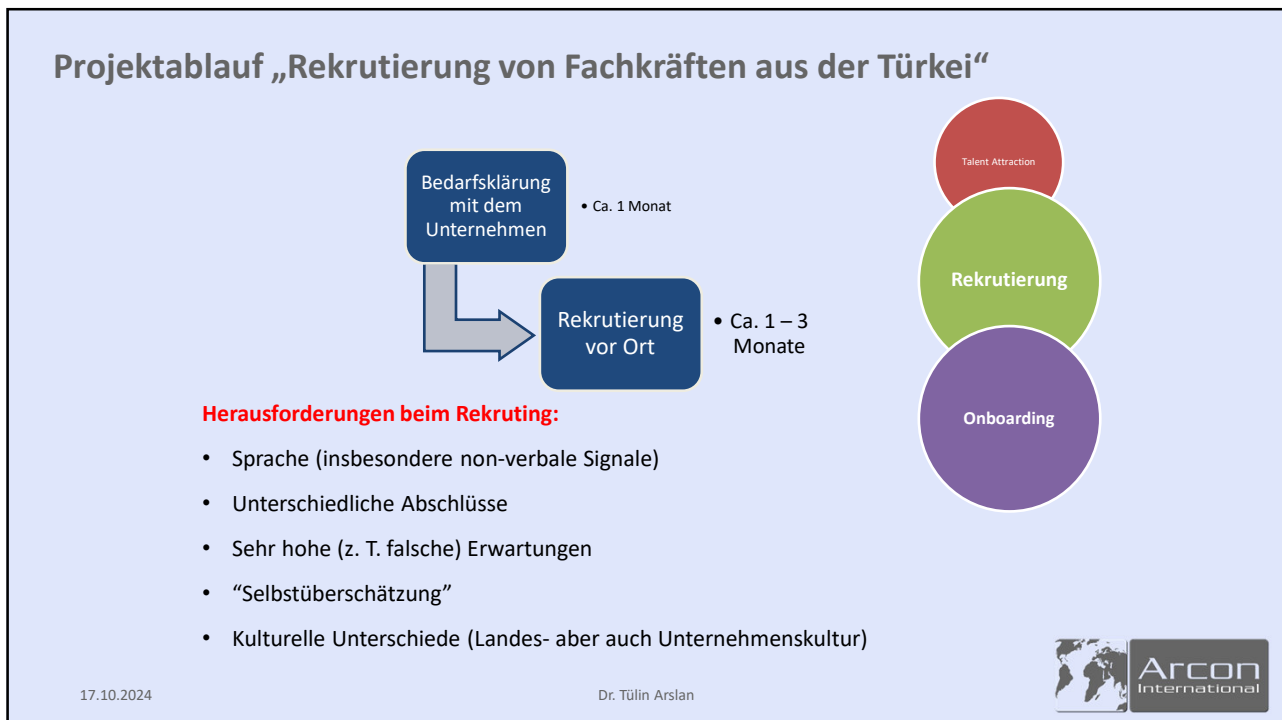 Projektablauf „Rekrutierung von Fachkräften aus der Türkei“
Bedarfsklärung
mit dem
Unternehmen
• Ca. 1 Monat
Rekrutierung
vor Ort
• Ca. 1 – 3
Monate
Talent Attraction
Rekrutierung
Onboarding
Herausforderungen beim Rekruting:
• Sprache (insbesondere non-verbale Signale)
• Unterschiedliche Abschlüsse
• Sehr hohe (z. T. falsche) Erwartungen
• “Selbstüberschätzung”
• Kulturelle Unterschiede (Landes- aber auch Unternehmenskultur)
17.10.2024
Dr. Tülin Arslan
Arcon
International